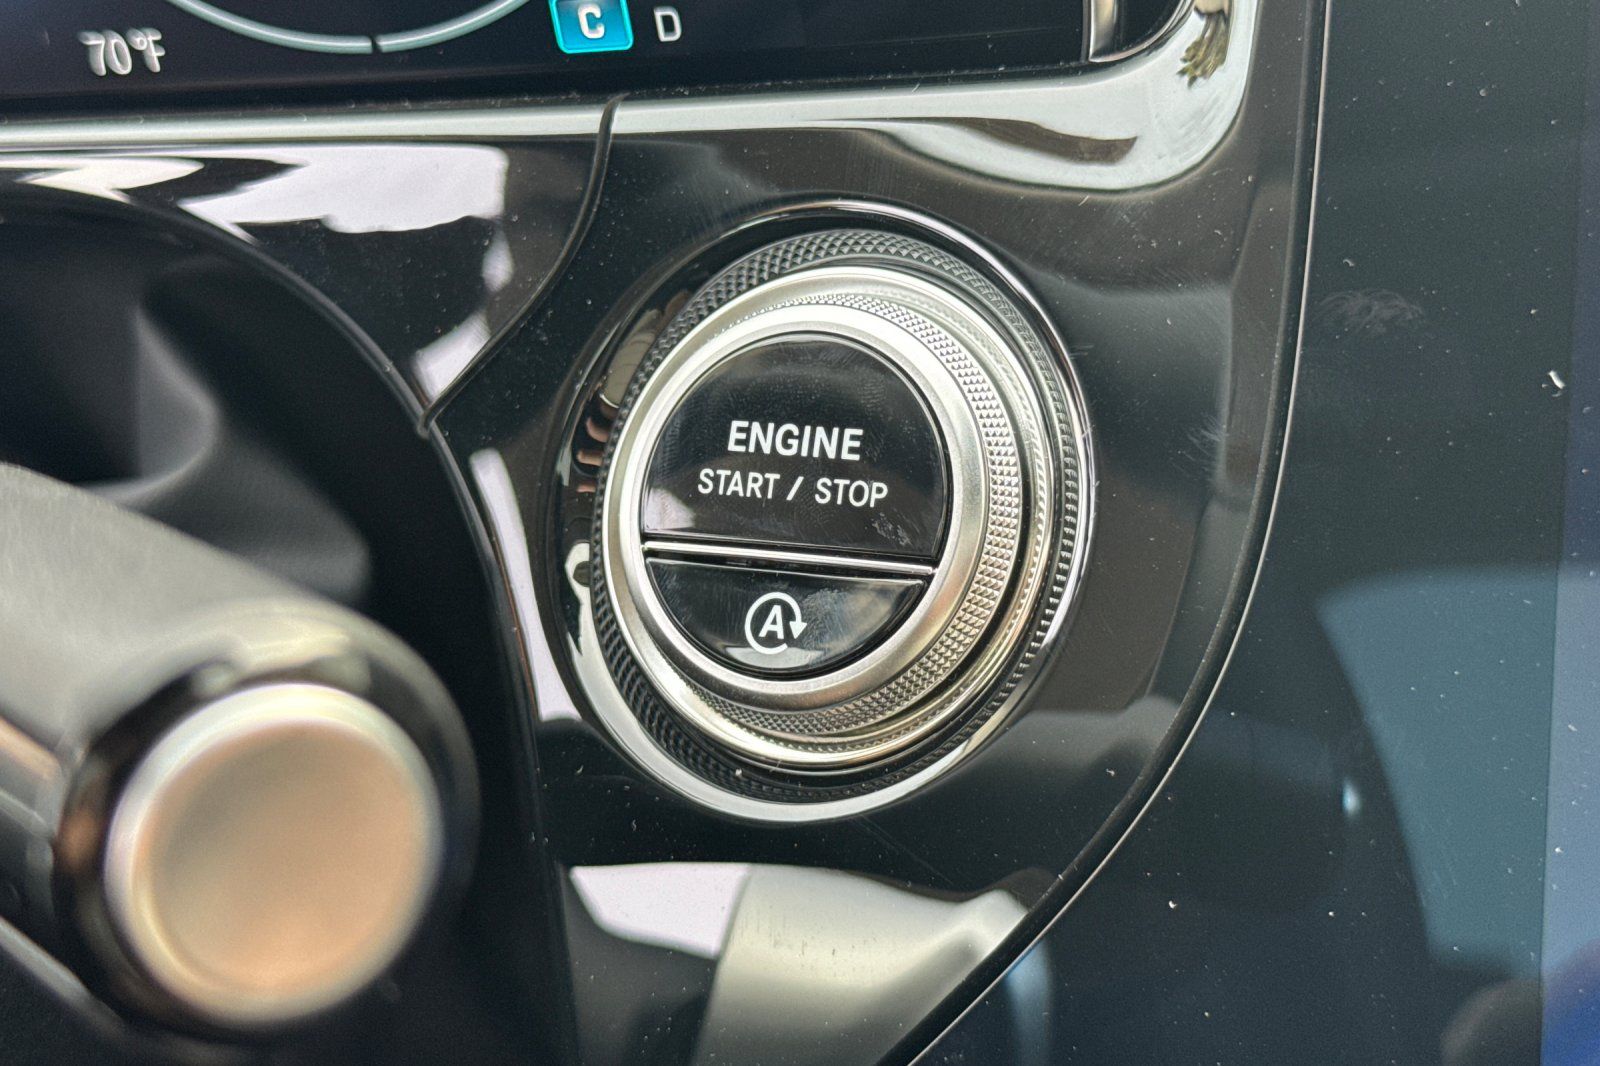 70°F
C D
ENGINE
START / STOP
A